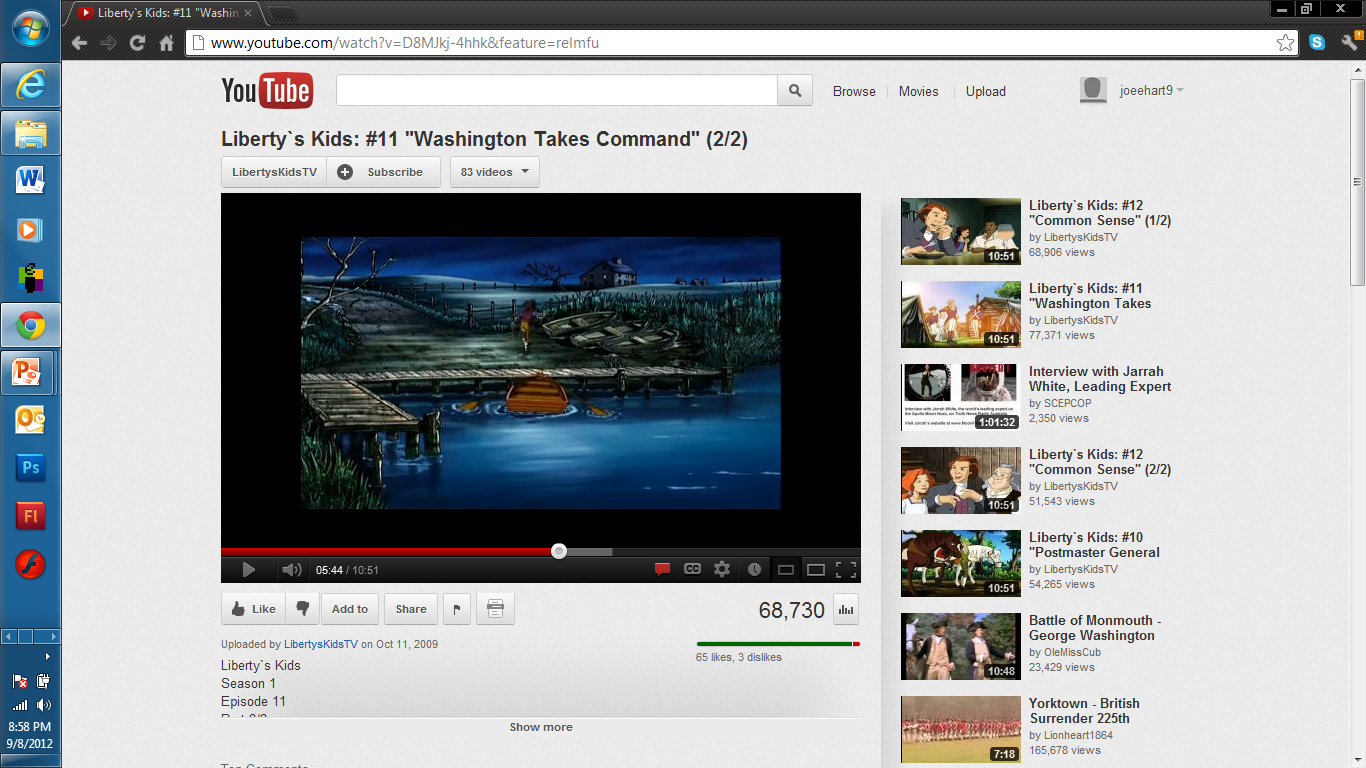 Liberty`s Kids: #11 "Washin
www.youtube.com/watch?v=D8MJkj-4hhk&feature=relmfu
YouTube
Browse
Movies
Upload
joeehart9
Liberty`s Kids: #11 "Washington Takes Command" (2/2)
LibertysKidsTV
Subscribe
83 videos
05:44 / 10:51
CC
Like
Add to
Share
68,730
Uploaded by LibertysKidsTV on Oct 11, 2009
65 likes, 3 dislikes
Liberty`s Kids
Season 1
Episode 11
Show more
Top Comments
Liberty`s Kids: #12
"Common Sense" (1/2)
by LibertysKidsTV
68,906 views
10:51
Liberty`s Kids: #11
"Washington Takes
by LibertysKidsTV
77,371 views
10:51
Interview with Jarrah
White, Leading Expert
by SCEPCOP
2,350 views
1:01:32
Liberty`s Kids: #12
"Common Sense" (2/2)
by LibertysKidsTV
51,543 views
10:51
Liberty`s Kids: #10
"Postmaster General
by LibertysKidsTV
54,265 views
10:51
Battle of Monmouth -
George Washington
by OleMissCub
23,429 views
10:48
Yorktown - British
Surrender 225th
by Lionheart1864
165,678 views
7:18
W
P
O
Ps
Fl
8:58 PM
9/8/2012